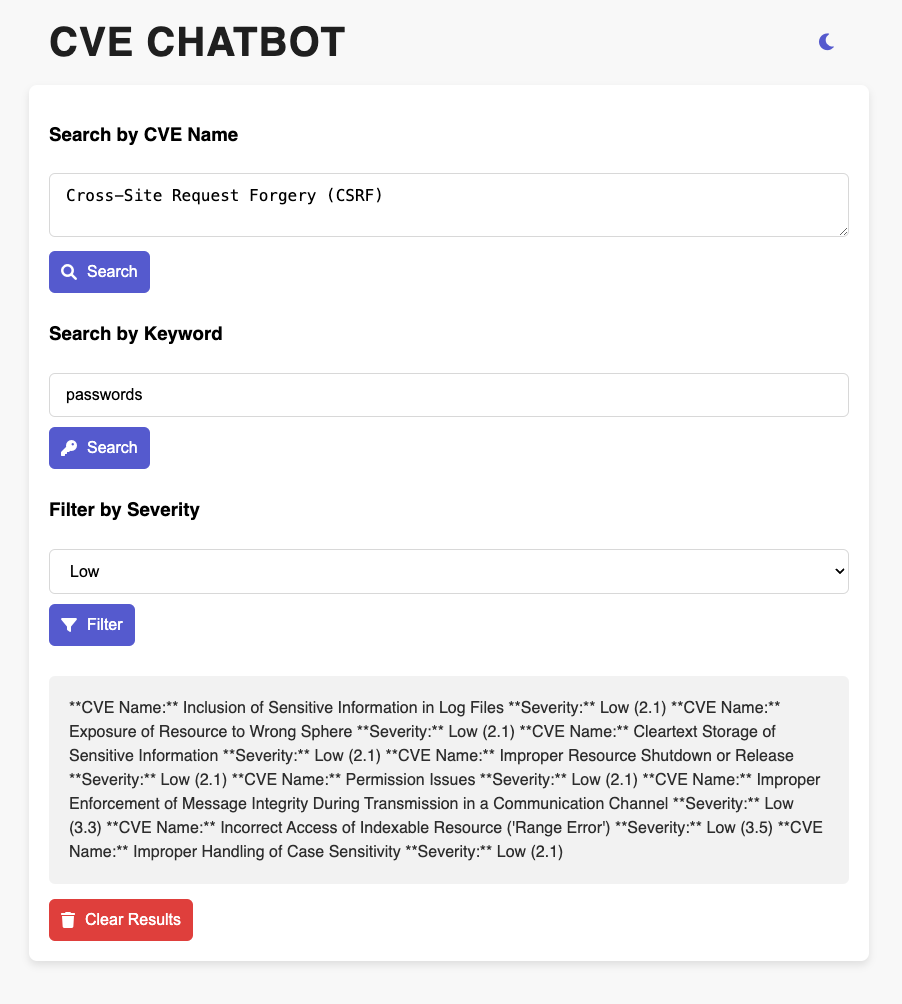 CVE CHATBOT
Search by CVE Name
Cross-Site Request Forgery (CSRF)
Search
Search by Keyword
passwords
Search
Filter by Severity
Low
Filter
**CVE Name:** Inclusion of Sensitive Information in Log Files **Severity:** Low (2.1) **CVE Name:**
Exposure of Resource to Wrong Sphere **Severity:** Low (2.1) **CVE Name:** Cleartext Storage of
Sensitive Information **Severity:** Low (2.1) **CVE Name:** Improper Resource Shutdown or Release
**Severity:** Low (2.1) **CVE Name:** Permission Issues **Severity:** Low (2.1) **CVE Name:** Improper
Enforcement of Message Integrity During Transmission in a Communication Channel **Severity:** Low
(3.3) **CVE Name:** Incorrect Access of Indexable Resource ('Range Error') **Severity:** Low (3.5) **CVE
Name:** Improper Handling of Case Sensitivity **Severity:** Low (2.1)
Clear Results